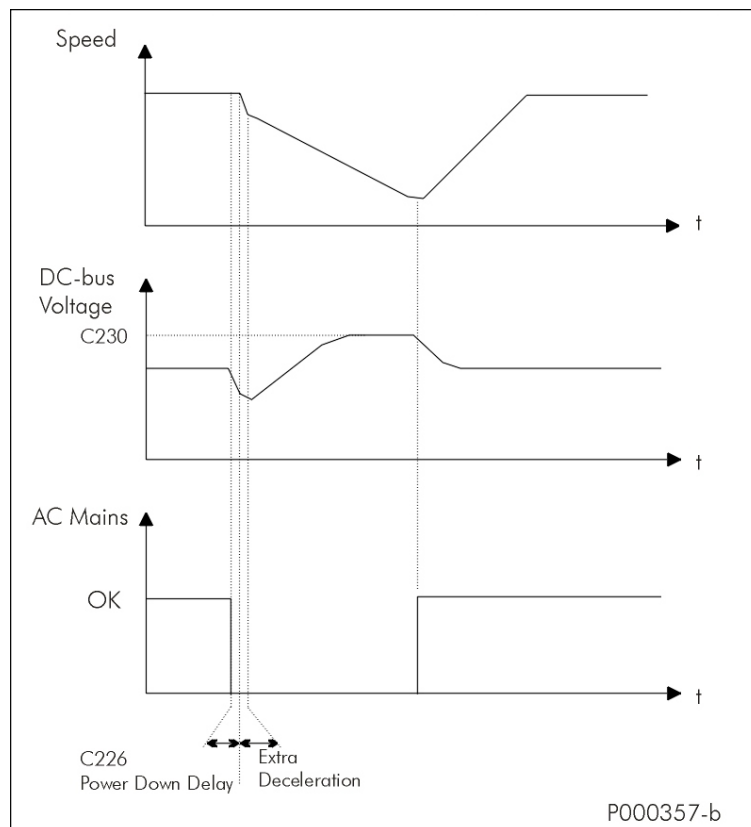 Speed
t
DC-bus
Voltage
C230
t
AC Mains
OK
t
C226
Power Down Delay
Extra
Deceleration
P000357-b